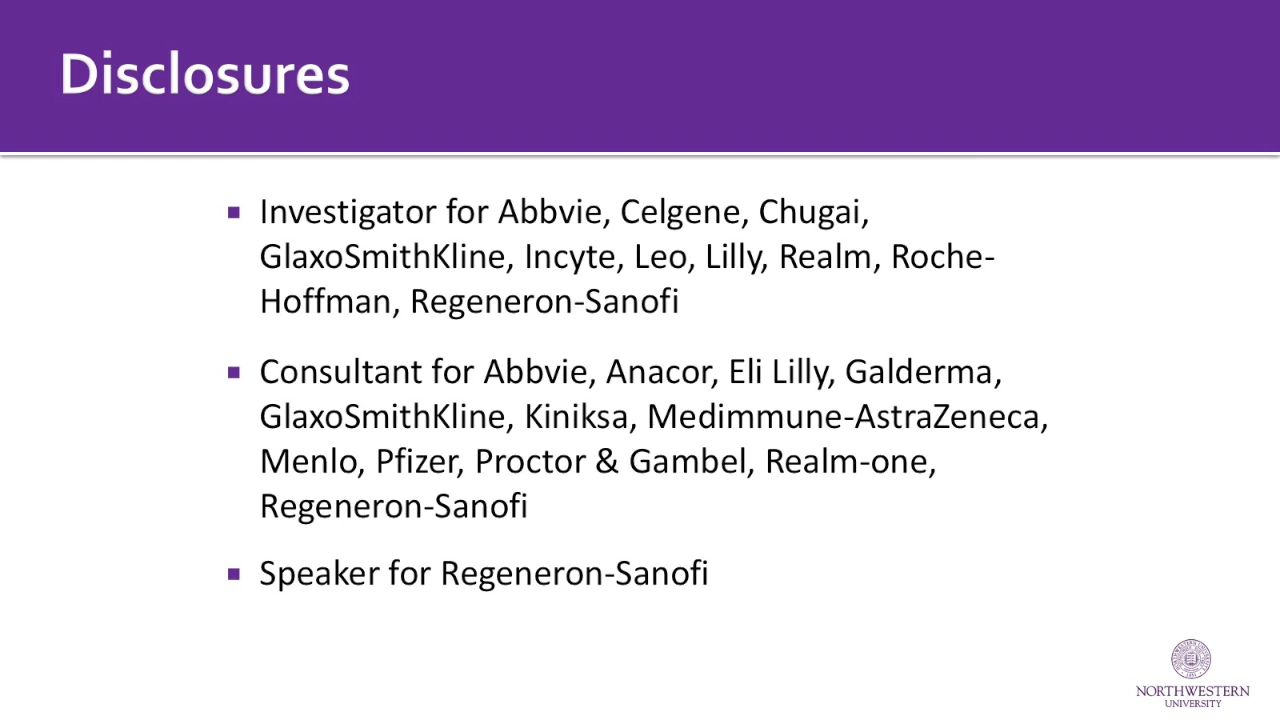 Disclosures
Investigator for Abbvie, Celgene, Chugai,
GlaxoSmithKline, Incyte, Leo, Lilly, Realm, Roche-
Hoffman, Regeneron-Sanofi
Consultant for Abbvie, Anacor, Eli Lilly, Galderma,
GlaxoSmithKline, Kiniksa, Medimmune-AstraZeneca,
Menlo, Pfizer, Proctor & Gambel, Realm-one,
Regeneron-Sanofi
Speaker for Regeneron-Sanofi
NORTHWESTERN
UNIVERSITY